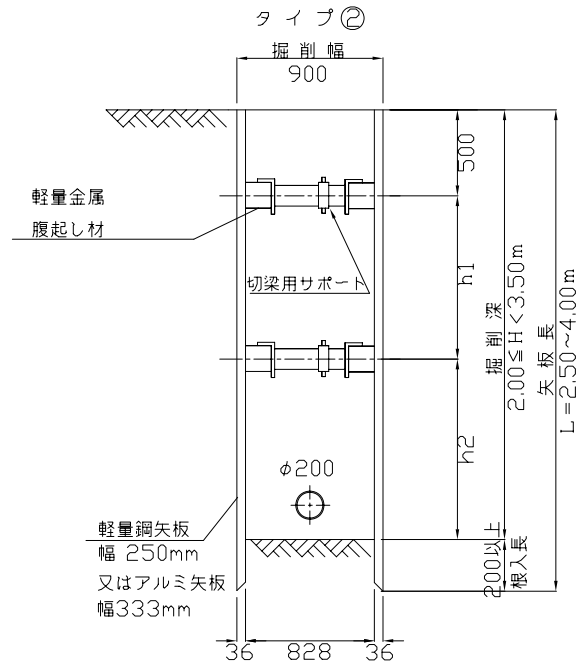 タイプ②
掘削幅
900
500
軽量金属
腹起し材
切梁用サポート
h1
掘削深
2.00≦H<3.50m
矢板長
L=2.50~4.00m
h2
φ200
軽量鋼矢板
幅 250mm
又はアルミ矢板
幅333mm
200以上
根入長
36
828
36